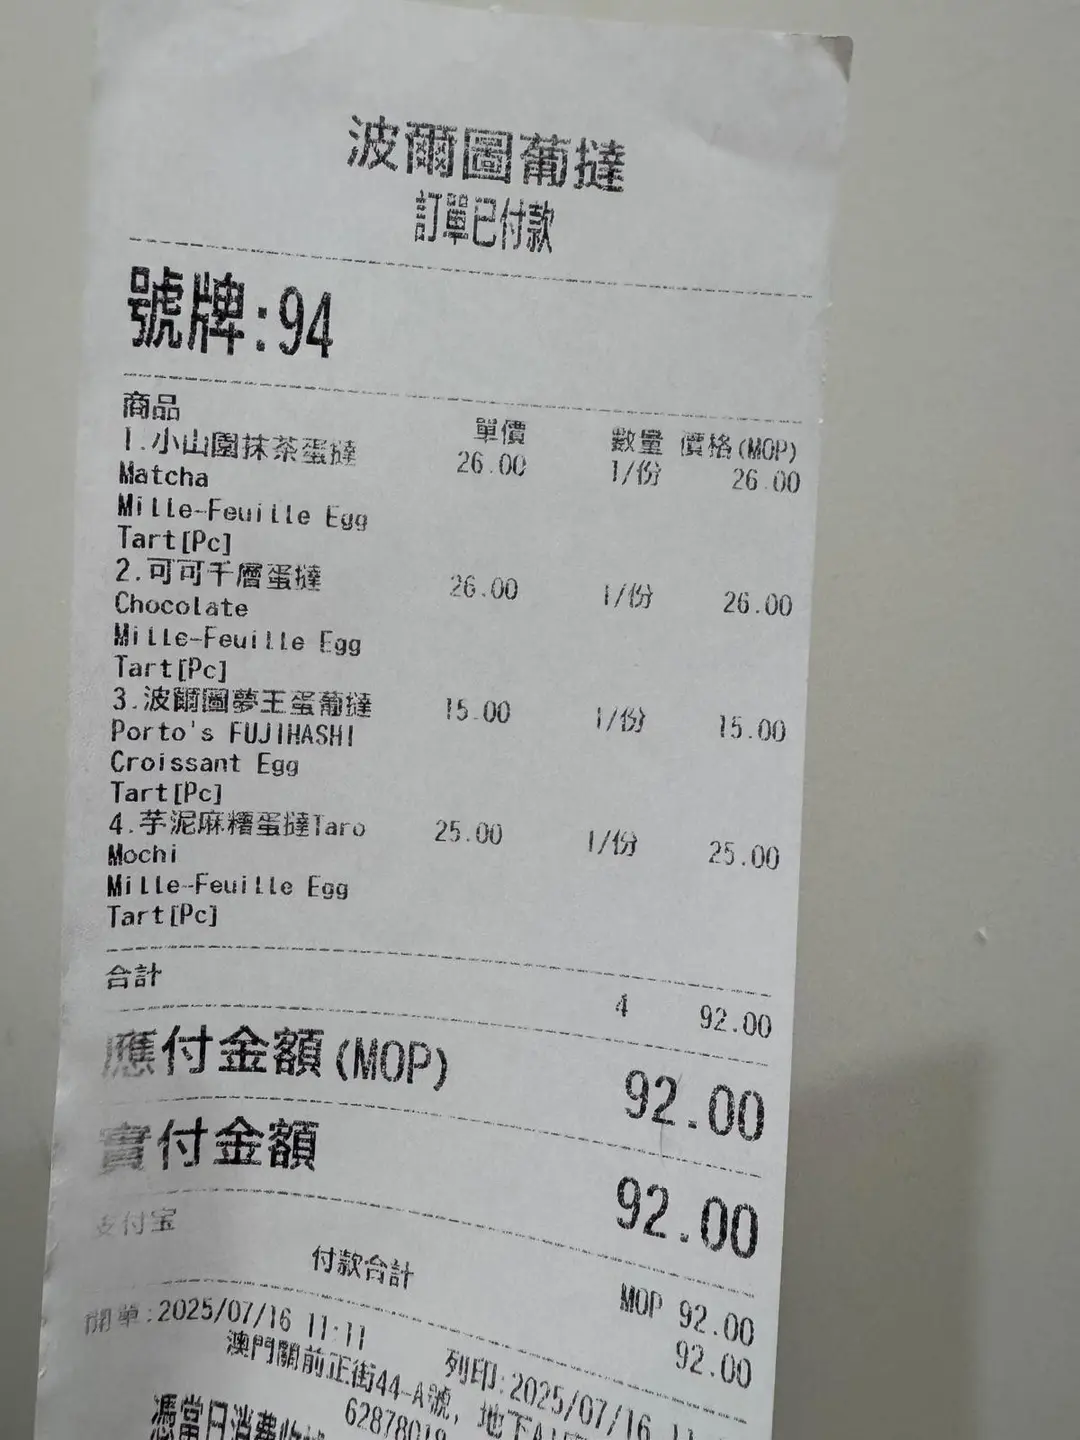 波爾圖葡撻
訂單已付款
號牌:94
商品 單價 數量 價格(MOP)
1.小山園抹茶蛋撻 26.00 1/份 26.00
Matcha
Mille-Feuille Egg
Tart[Pc]
2.可可千層蛋撻 26.00 1/份 26.00
Chocolate
Mille-Feuille Egg
Tart[Pc]
3.波爾圖夢王蛋葡撻 15.00 1/份 15.00
Porto's FUJIHASHI
Croissant Egg
Tart[Pc]
4.芋泥麻糬蛋撻Taro 25.00 1/份 25.00
Mochi
Mille-Feuille Egg
Tart[Pc]
合計 4 92.00
應付金額(MOP) 92.00
實付金額 92.00
支付宝 MOP 92.00
付款合計 92.00
開單:2025/07/16 11:11 列印:2025/07/16
澳門關前正街44-A號, 地下
憑當日消費